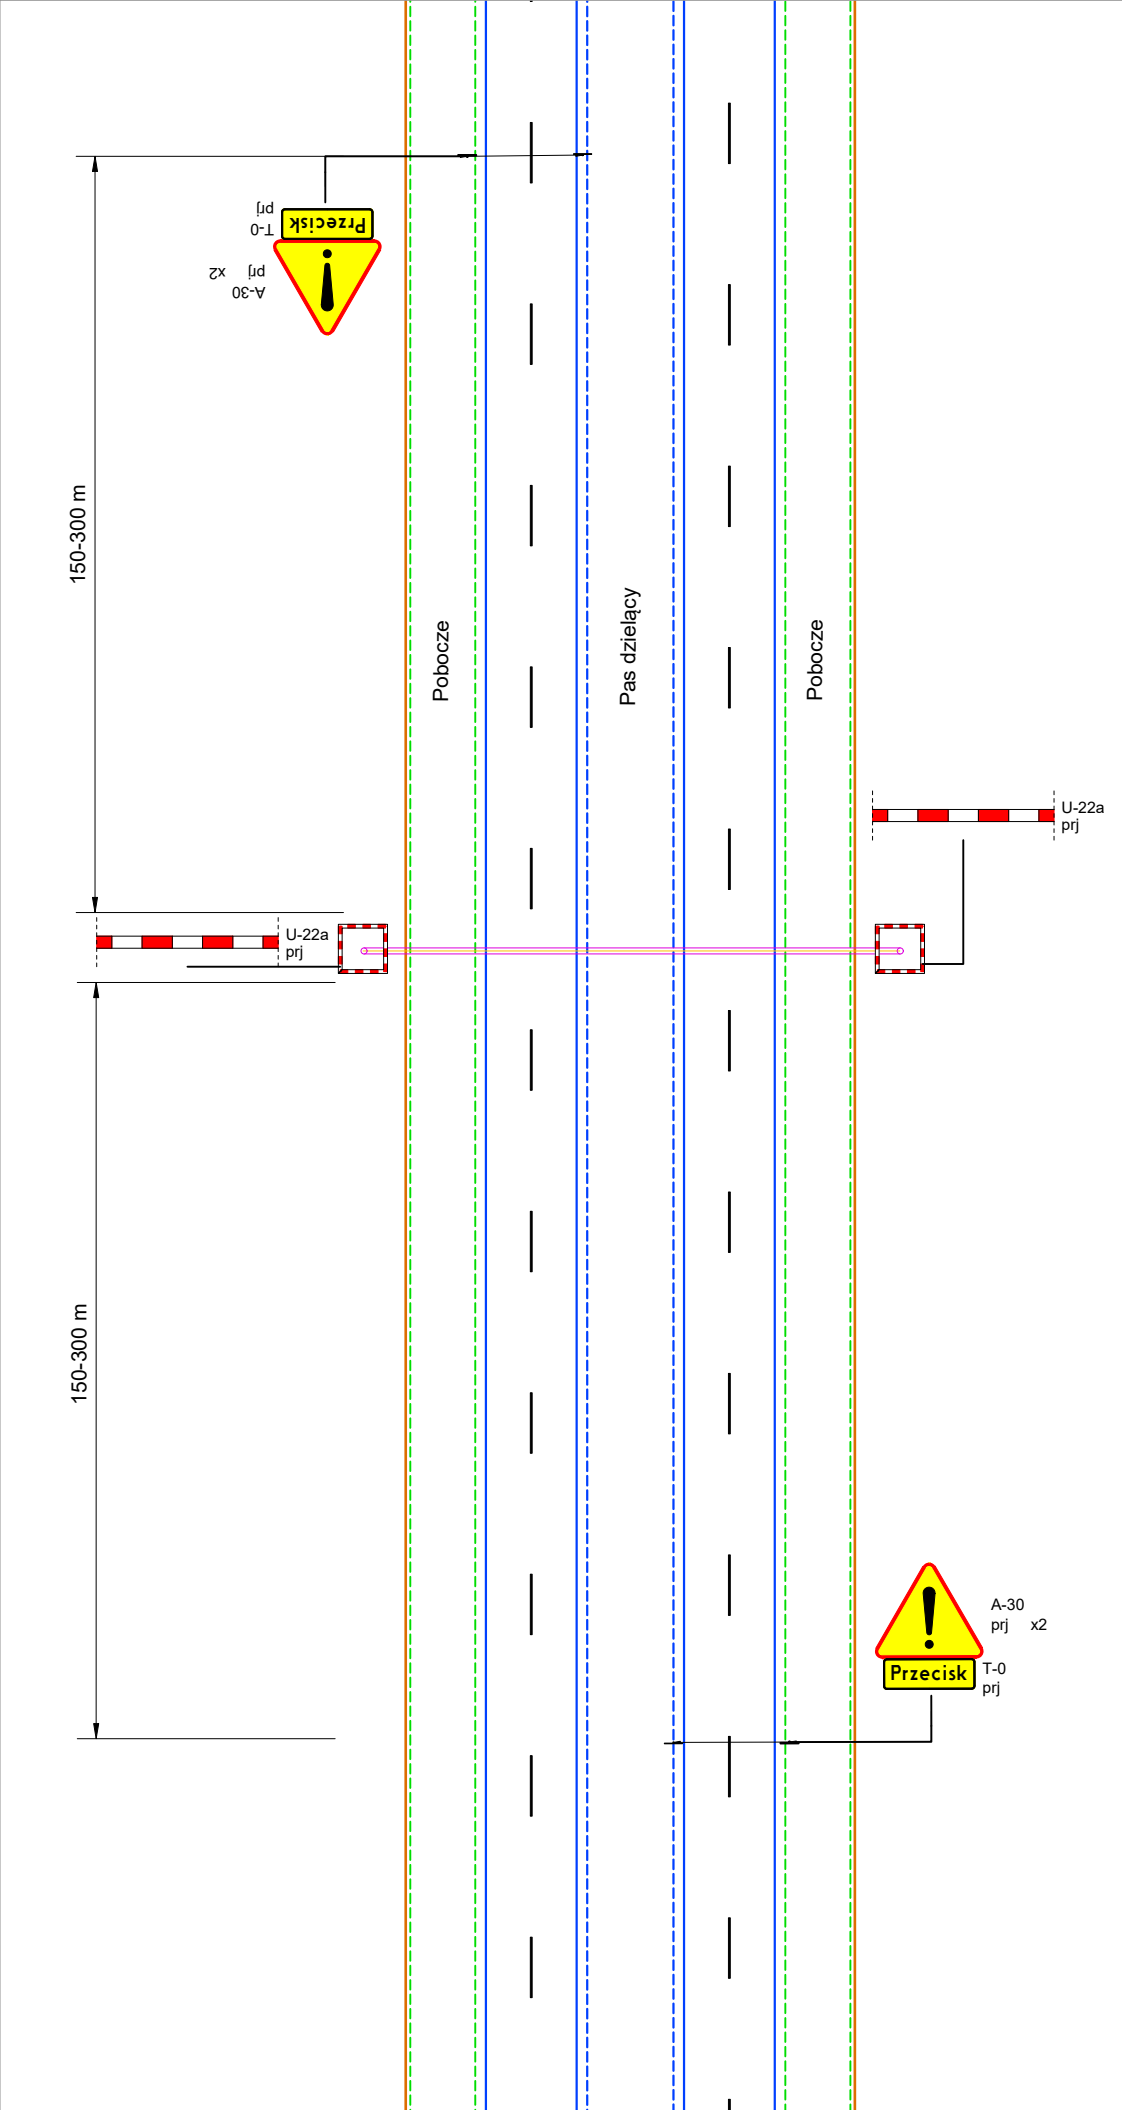 Przecisk
T-0
prj
A-30
prj x2
150-300 m
Pobocze
Pas dzielący
Pobocze
U-22a
prj
U-22a
prj
150-300 m
A-30
prj x2
Przecisk
T-0
prj